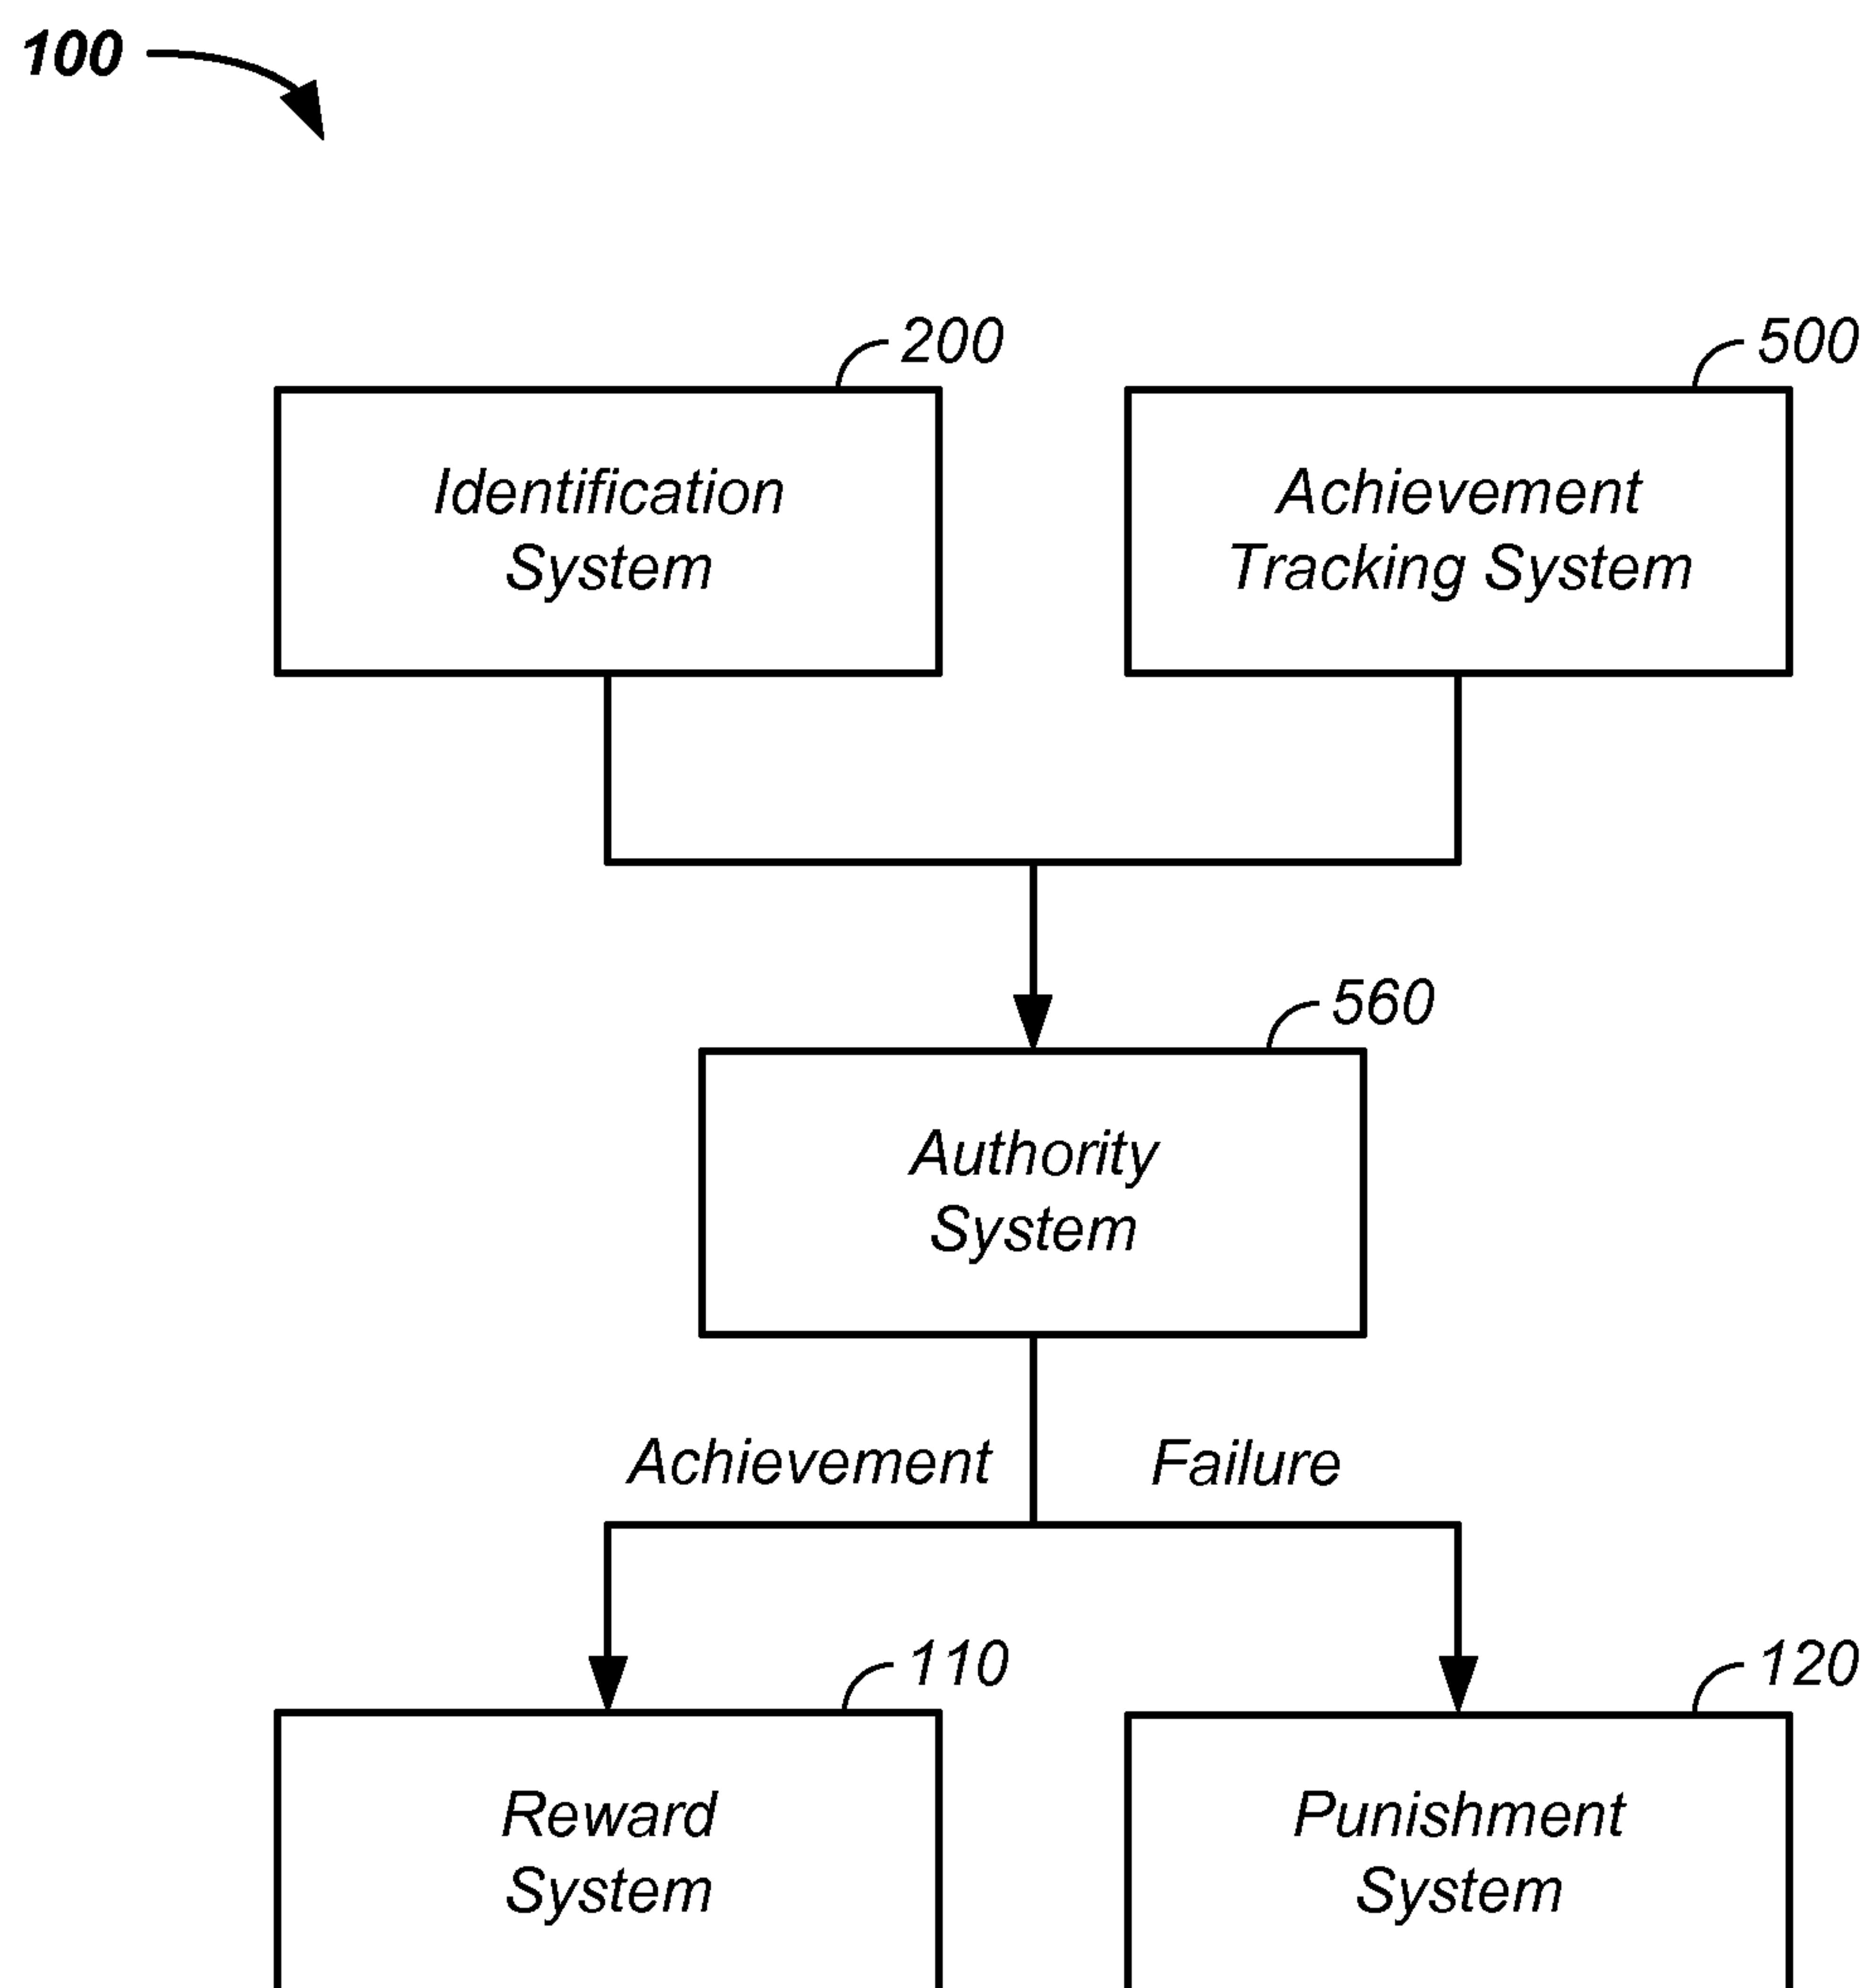 100
200
500
Identification
System
Achievement
Tracking System
560
Authority
System
Achievement
Failure
110
120
Reward
System
Punishment
System